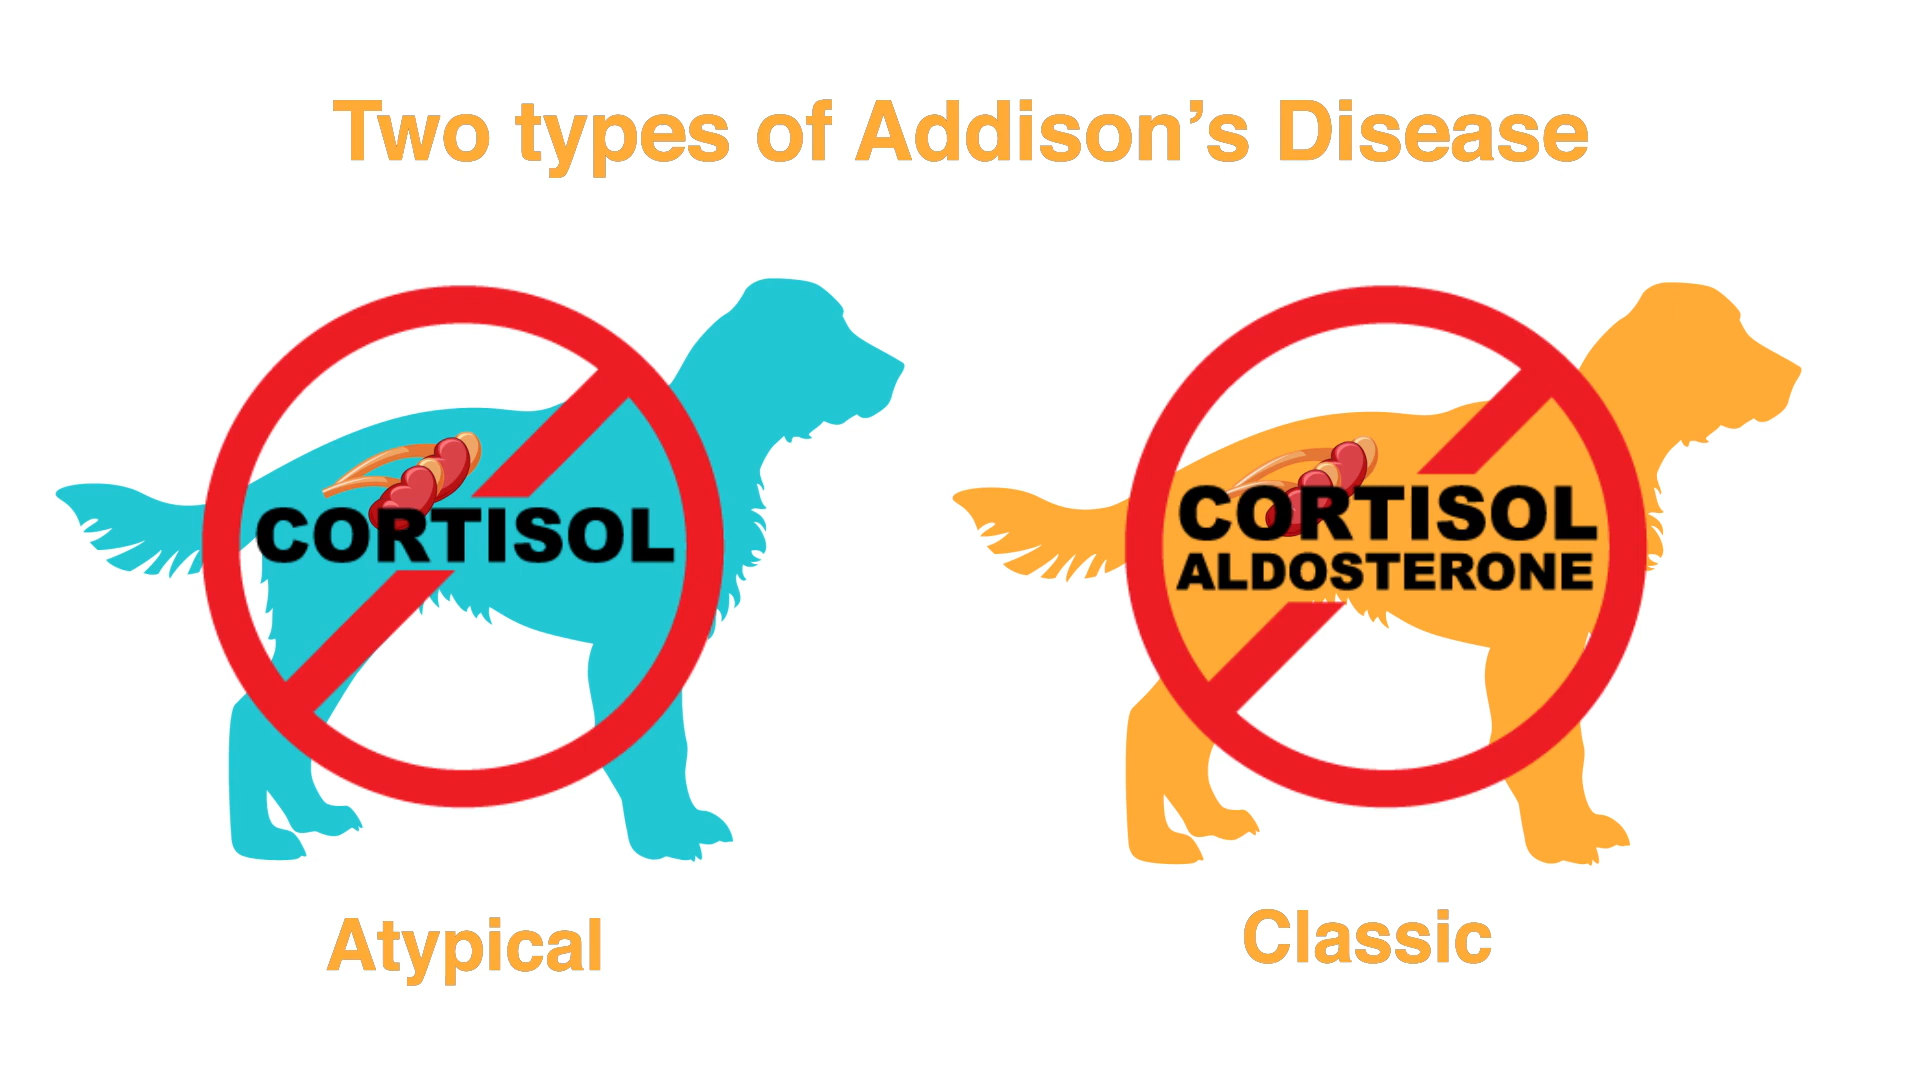 Two types of Addison’s Disease
CORTISOL
CORTISOL
ALDOSTERONE
Atypical
Classic